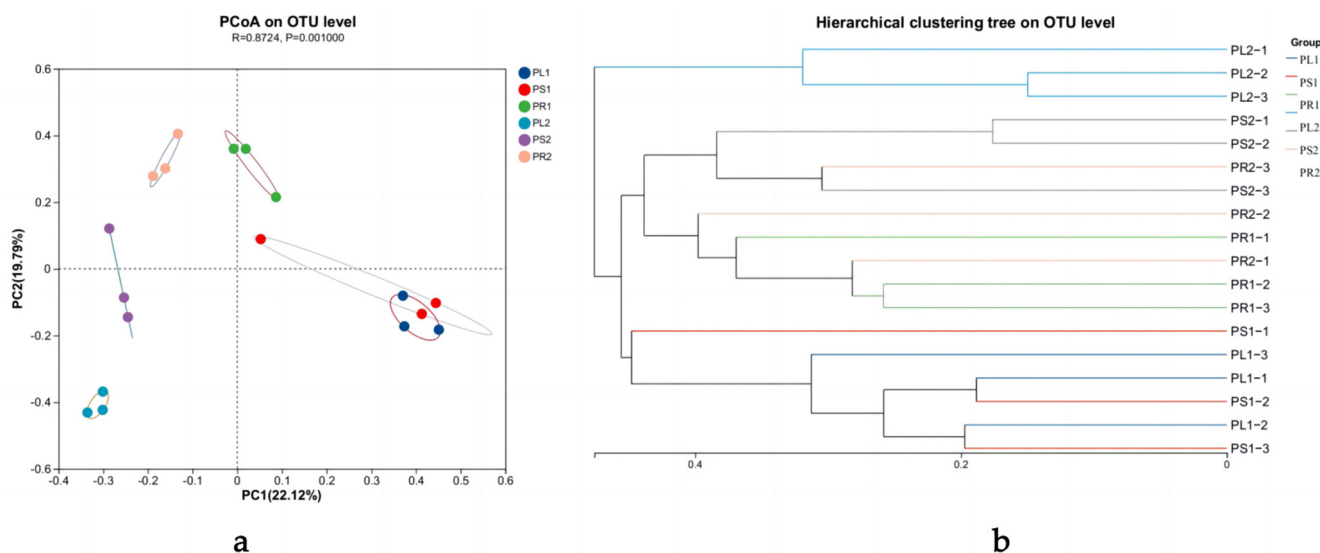 PCoA on OTU level
R=0.8724, P=0.001000
PL1
PS1
PR1
PL2
PS2
PR2
0.6
0.4
0.2
0
-0.2
-0.4
-0.6
PC2(19.79%)
-0.4 -0.3 -0.2 -0.1 0 0.1 0.2 0.3 0.4 0.5 0.6
PC1(22.12%)
a
Hierarchical clustering tree on OTU level
PL2-1
PL2-2
PL2-3
PS2-1
PS2-2
PR2-3
PS2-3
PR2-2
PR1-1
PR2-1
PR1-2
PR1-3
PS1-1
PL1-3
PL1-1
PS1-2
PL1-2
PS1-3
0.4 0.2 0
Group
PL1
PS1
PR1
PL2
PS2
PR2
b